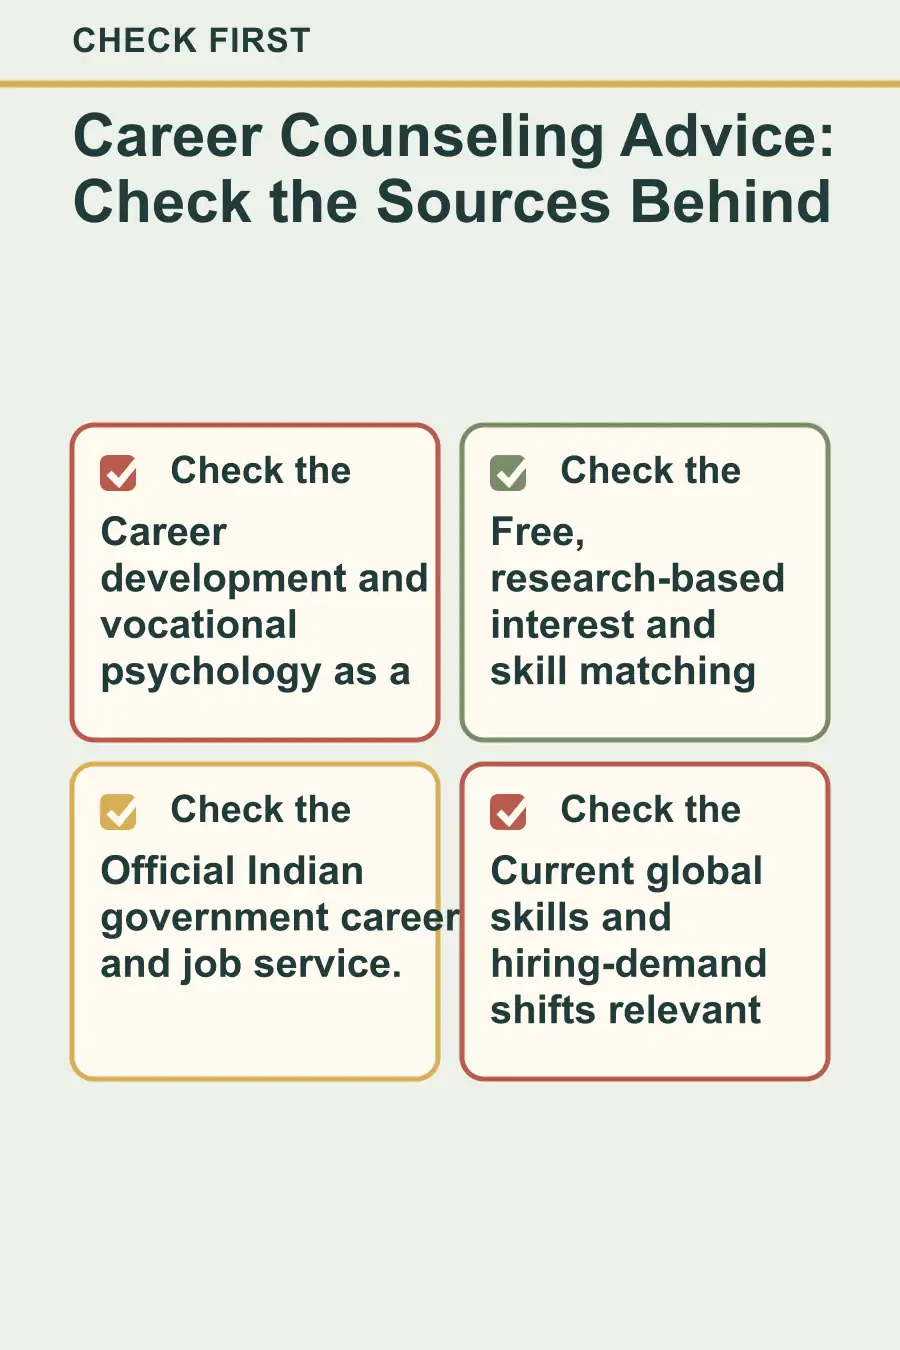 CHECK FIRST
Career Counseling Advice:
Check the Sources Behind
Check the
Career
development and
vocational
psychology as a
Check the
Free,
research-based
interest and
skill matching
Check the
Official Indian
government career
and job service.
Check the
Current global
skills and
hiring-demand
shifts relevant